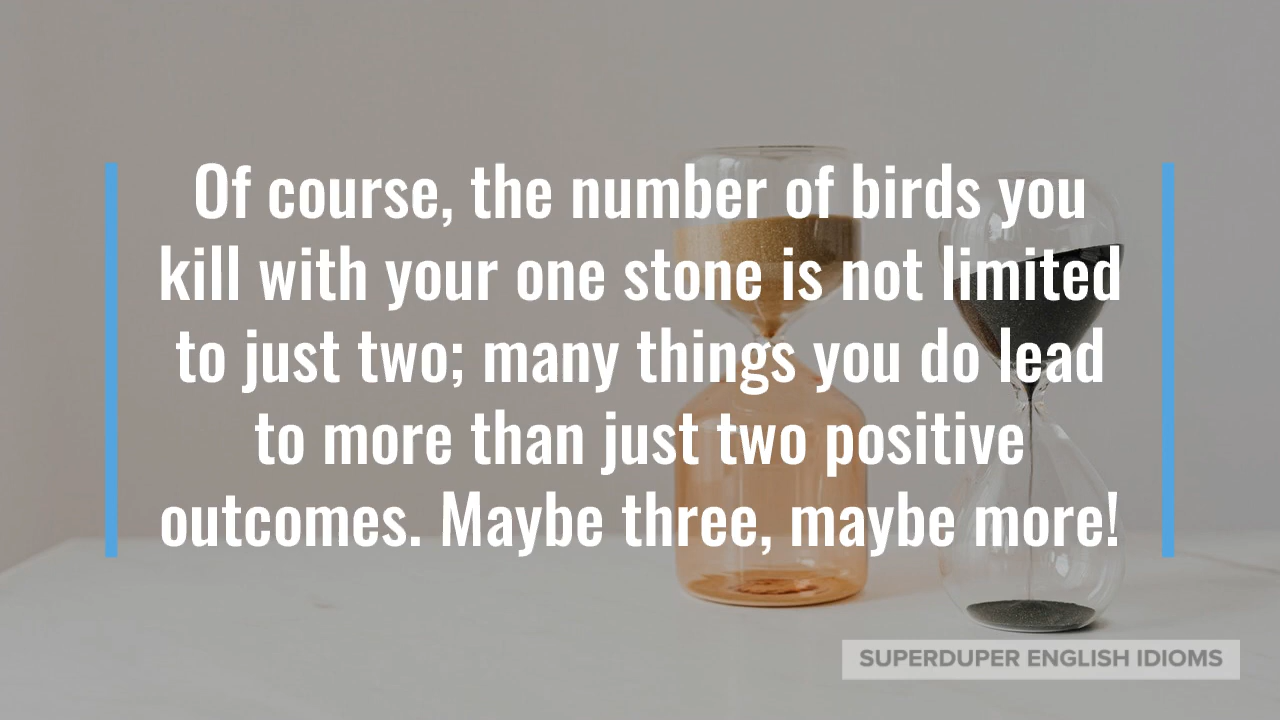 Of course, the number of birds you
kill with your one stone is not limited
to just two; many things you do lead
to more than just two positive
outcomes. Maybe three, maybe more!
SUPERDUPER ENGLISH IDIOMS